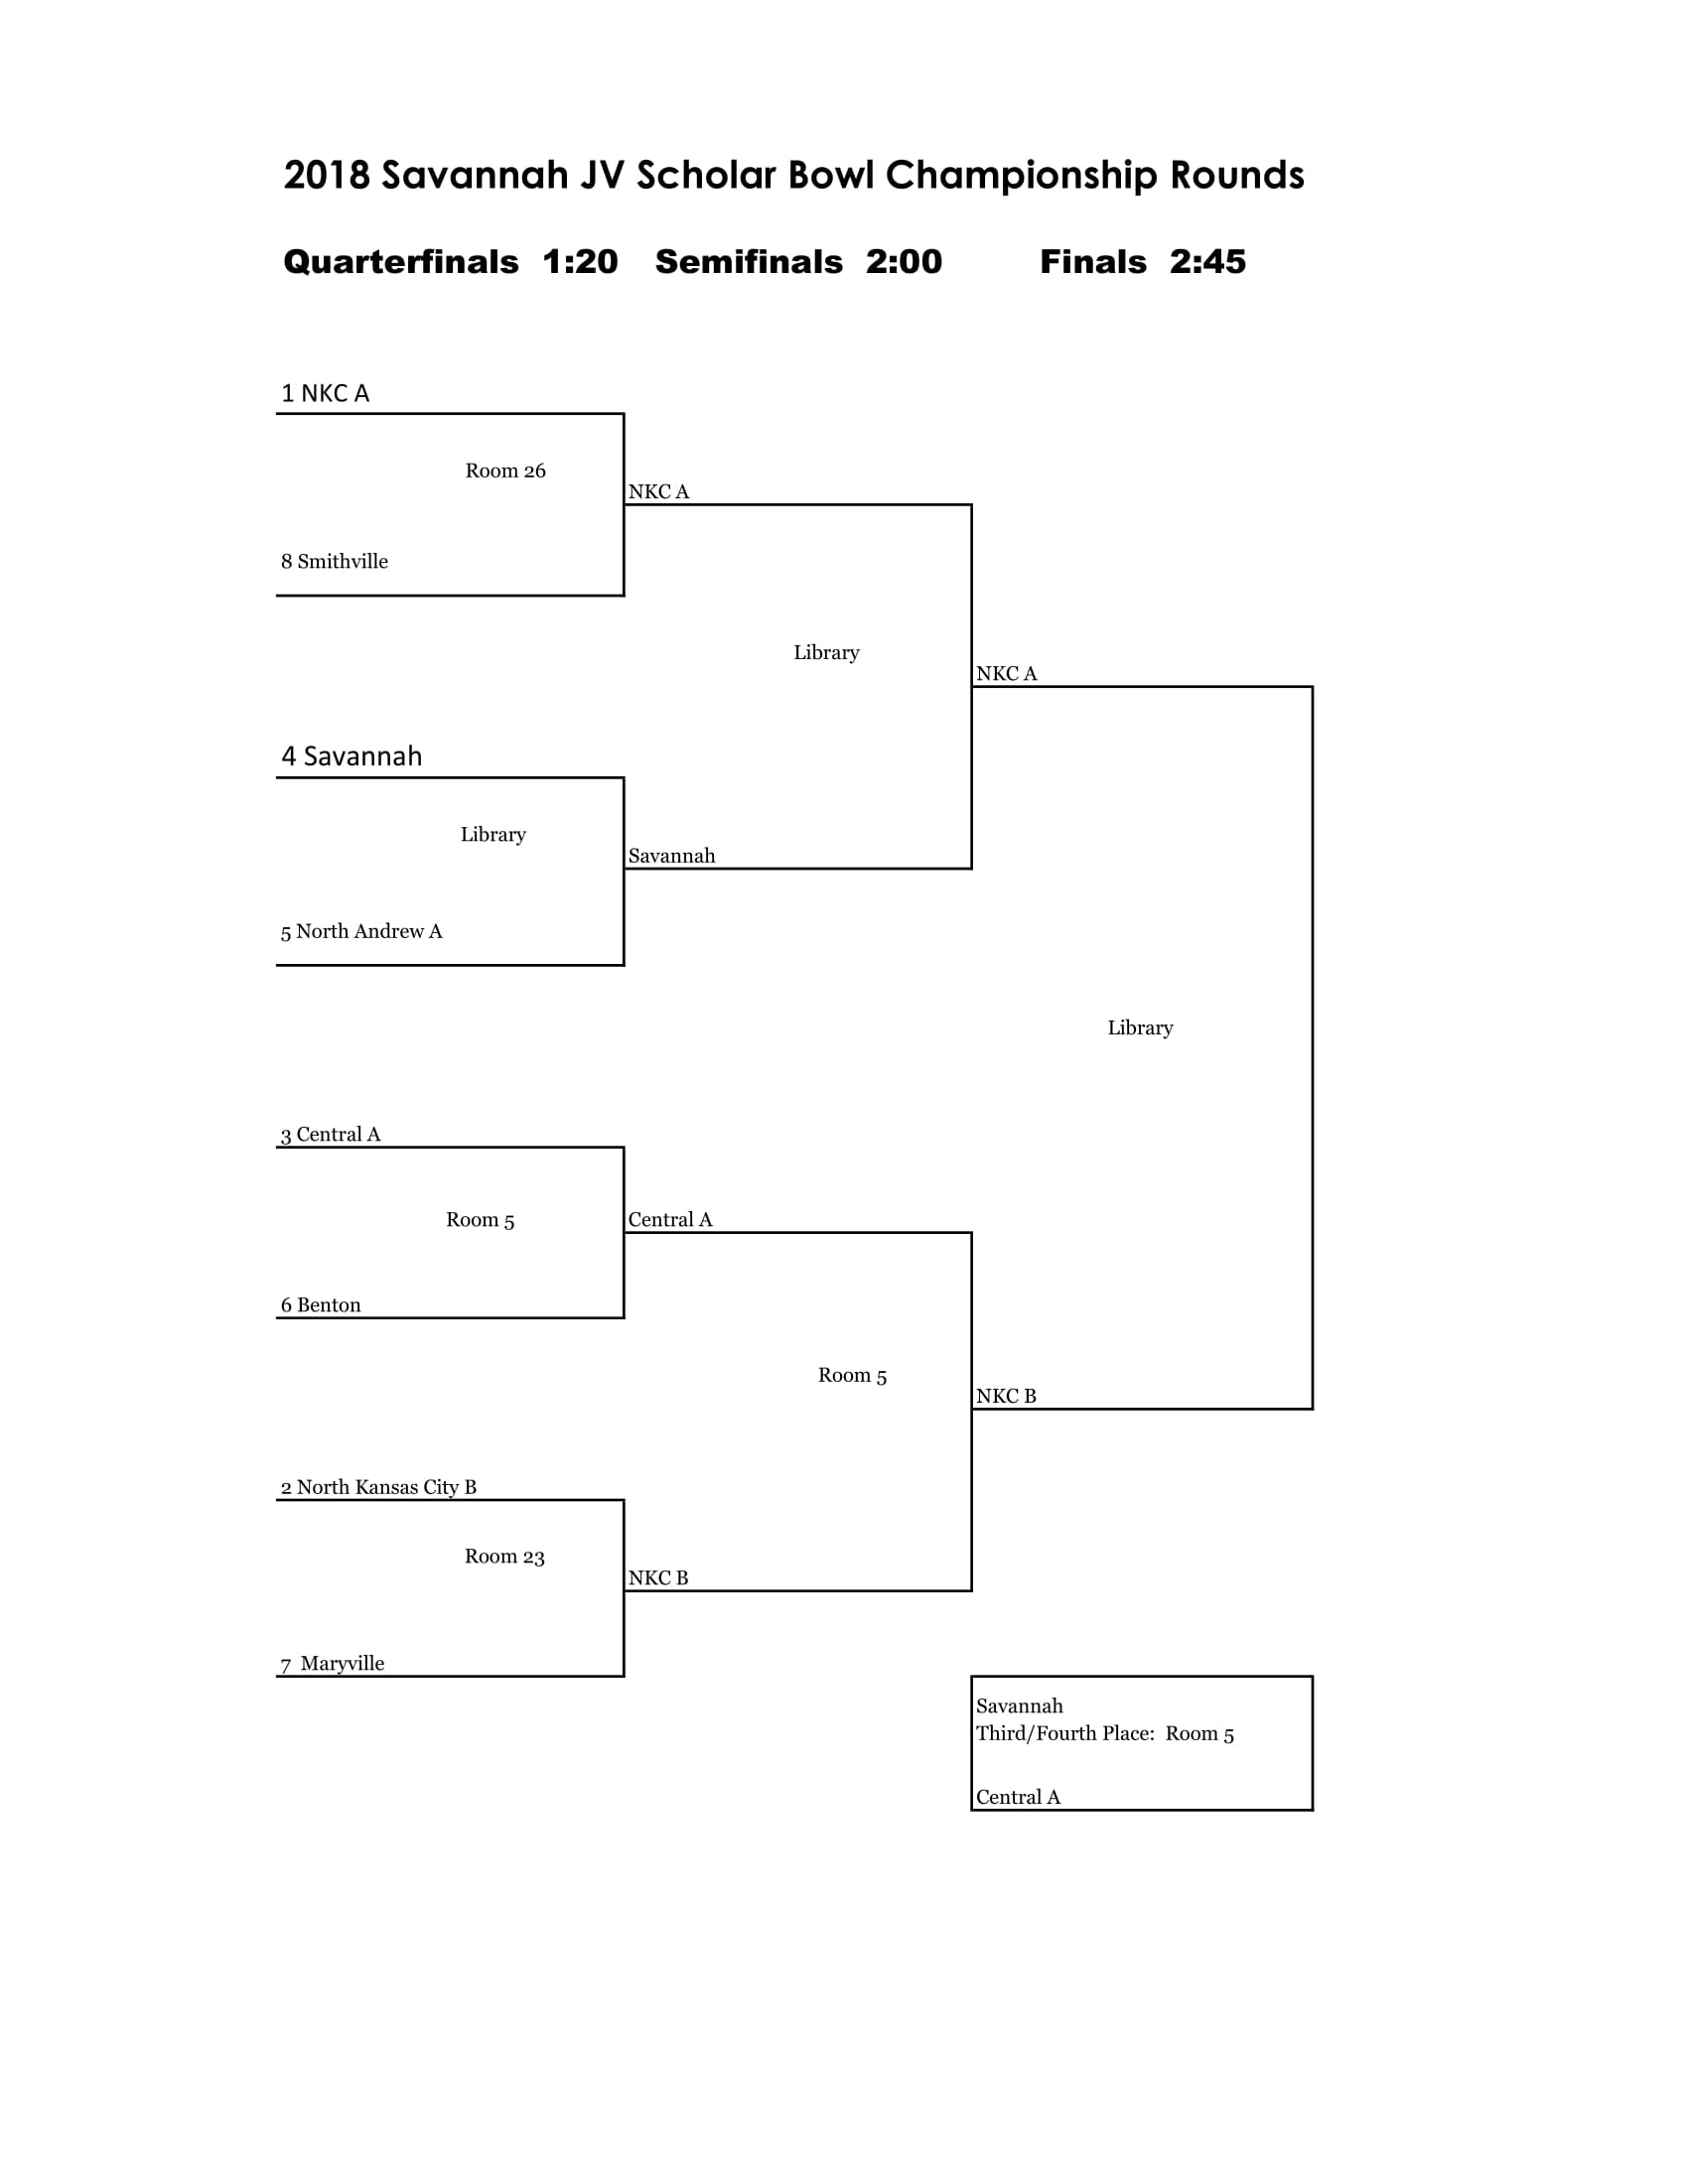 2018 Savannah JV Scholar Bowl Championship Rounds
Quarterfinals 1:20 Semifinals 2:00 Finals 2:45
1 NKC A
Room 26
NKC A
8 Smithville
Library
NKC A
4 Savannah
Library
Savannah
5 North Andrew A
Library
3 Central A
Room 5
Central A
6 Benton
Room 5
NKC B
2 North Kansas City B
Room 23
NKC B
7 Maryville
Savannah
Third/Fourth Place: Room 5
Central A